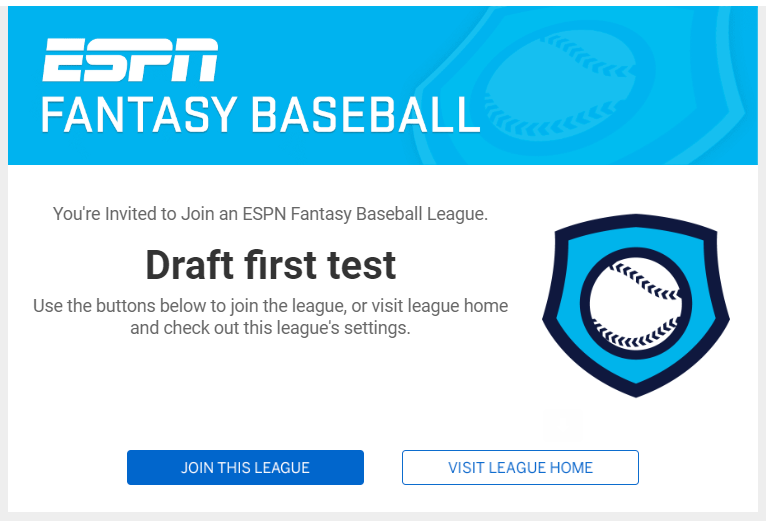 ESPN
FANTASY BASEBALL
You're Invited to Join an ESPN Fantasy Baseball League.
Draft first test
Use the buttons below to join the league, or visit league home
and check out this league's settings.
JOIN THIS LEAGUE
VISIT LEAGUE HOME